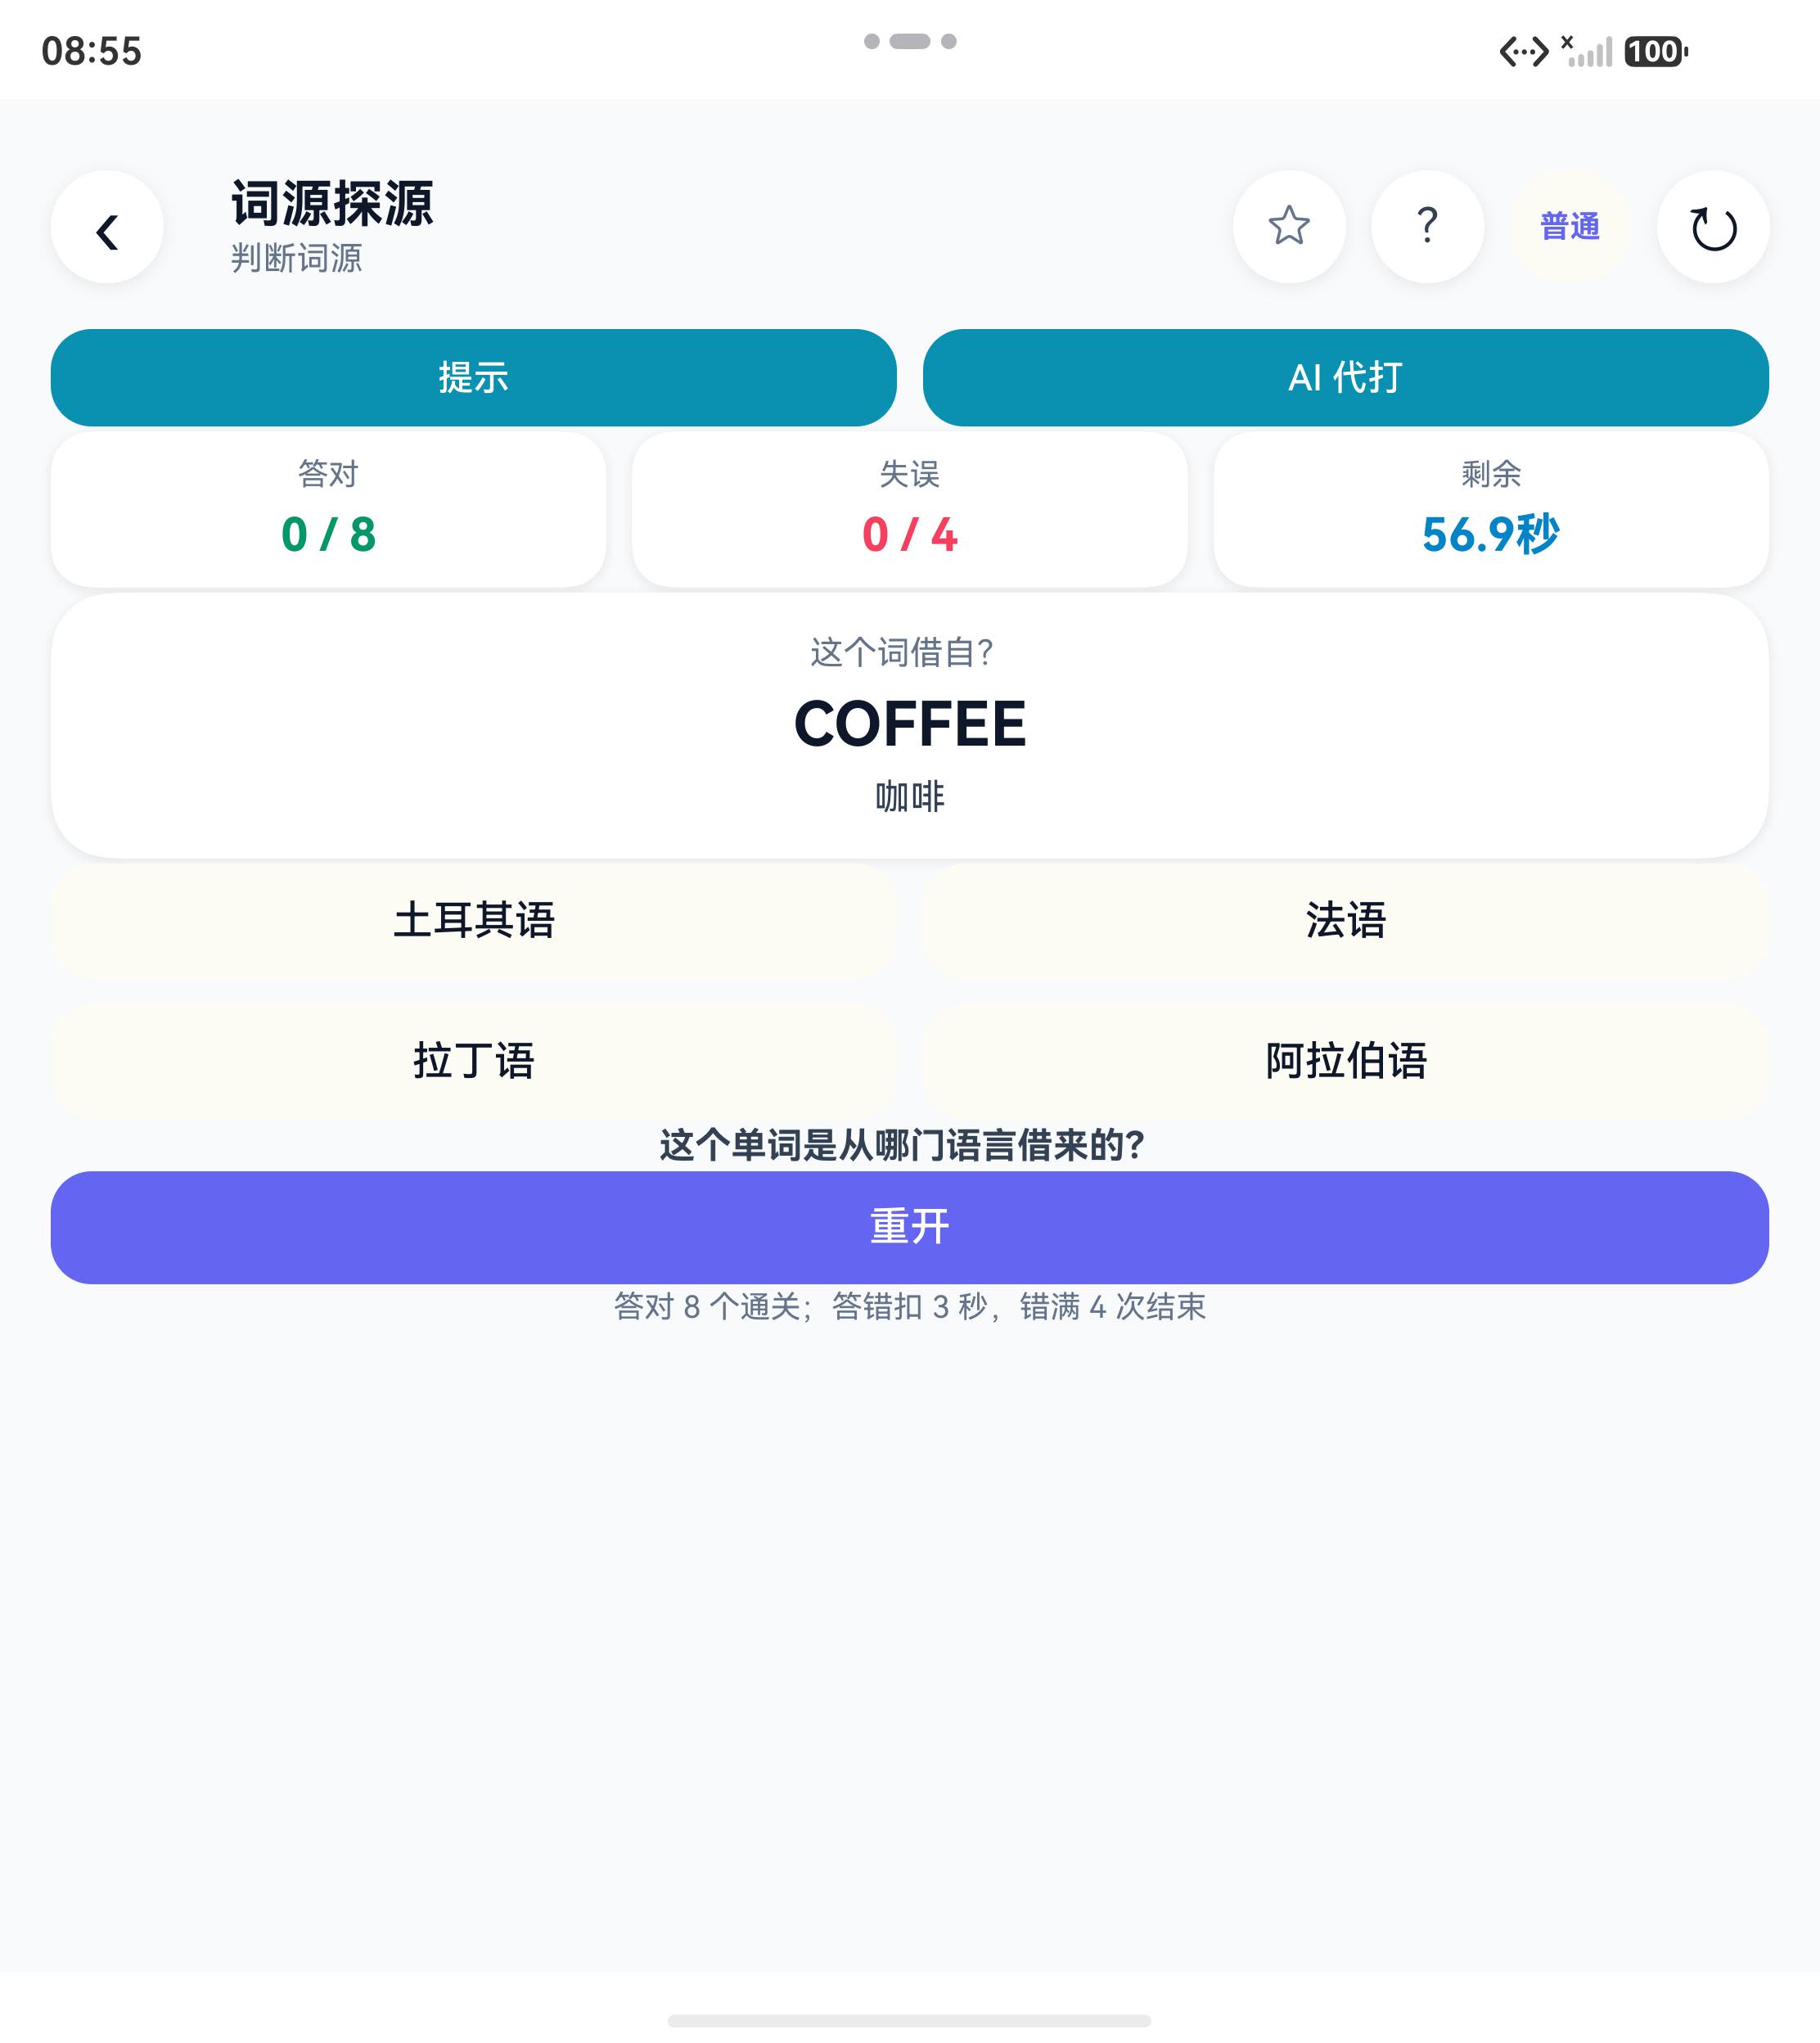 08:55
100
词源探源
判断词源
?
普通
提示
AI 代打
答对
失误
剩余
0 / 8
0 / 4
56.9秒
这个词借自?
COFFEE
咖啡
土耳其语
法语
拉丁语
阿拉伯语
这个单词是从哪门语言借来的?
重开
答对 8 个通关；答错扣 3 秒，错满 4 次结束